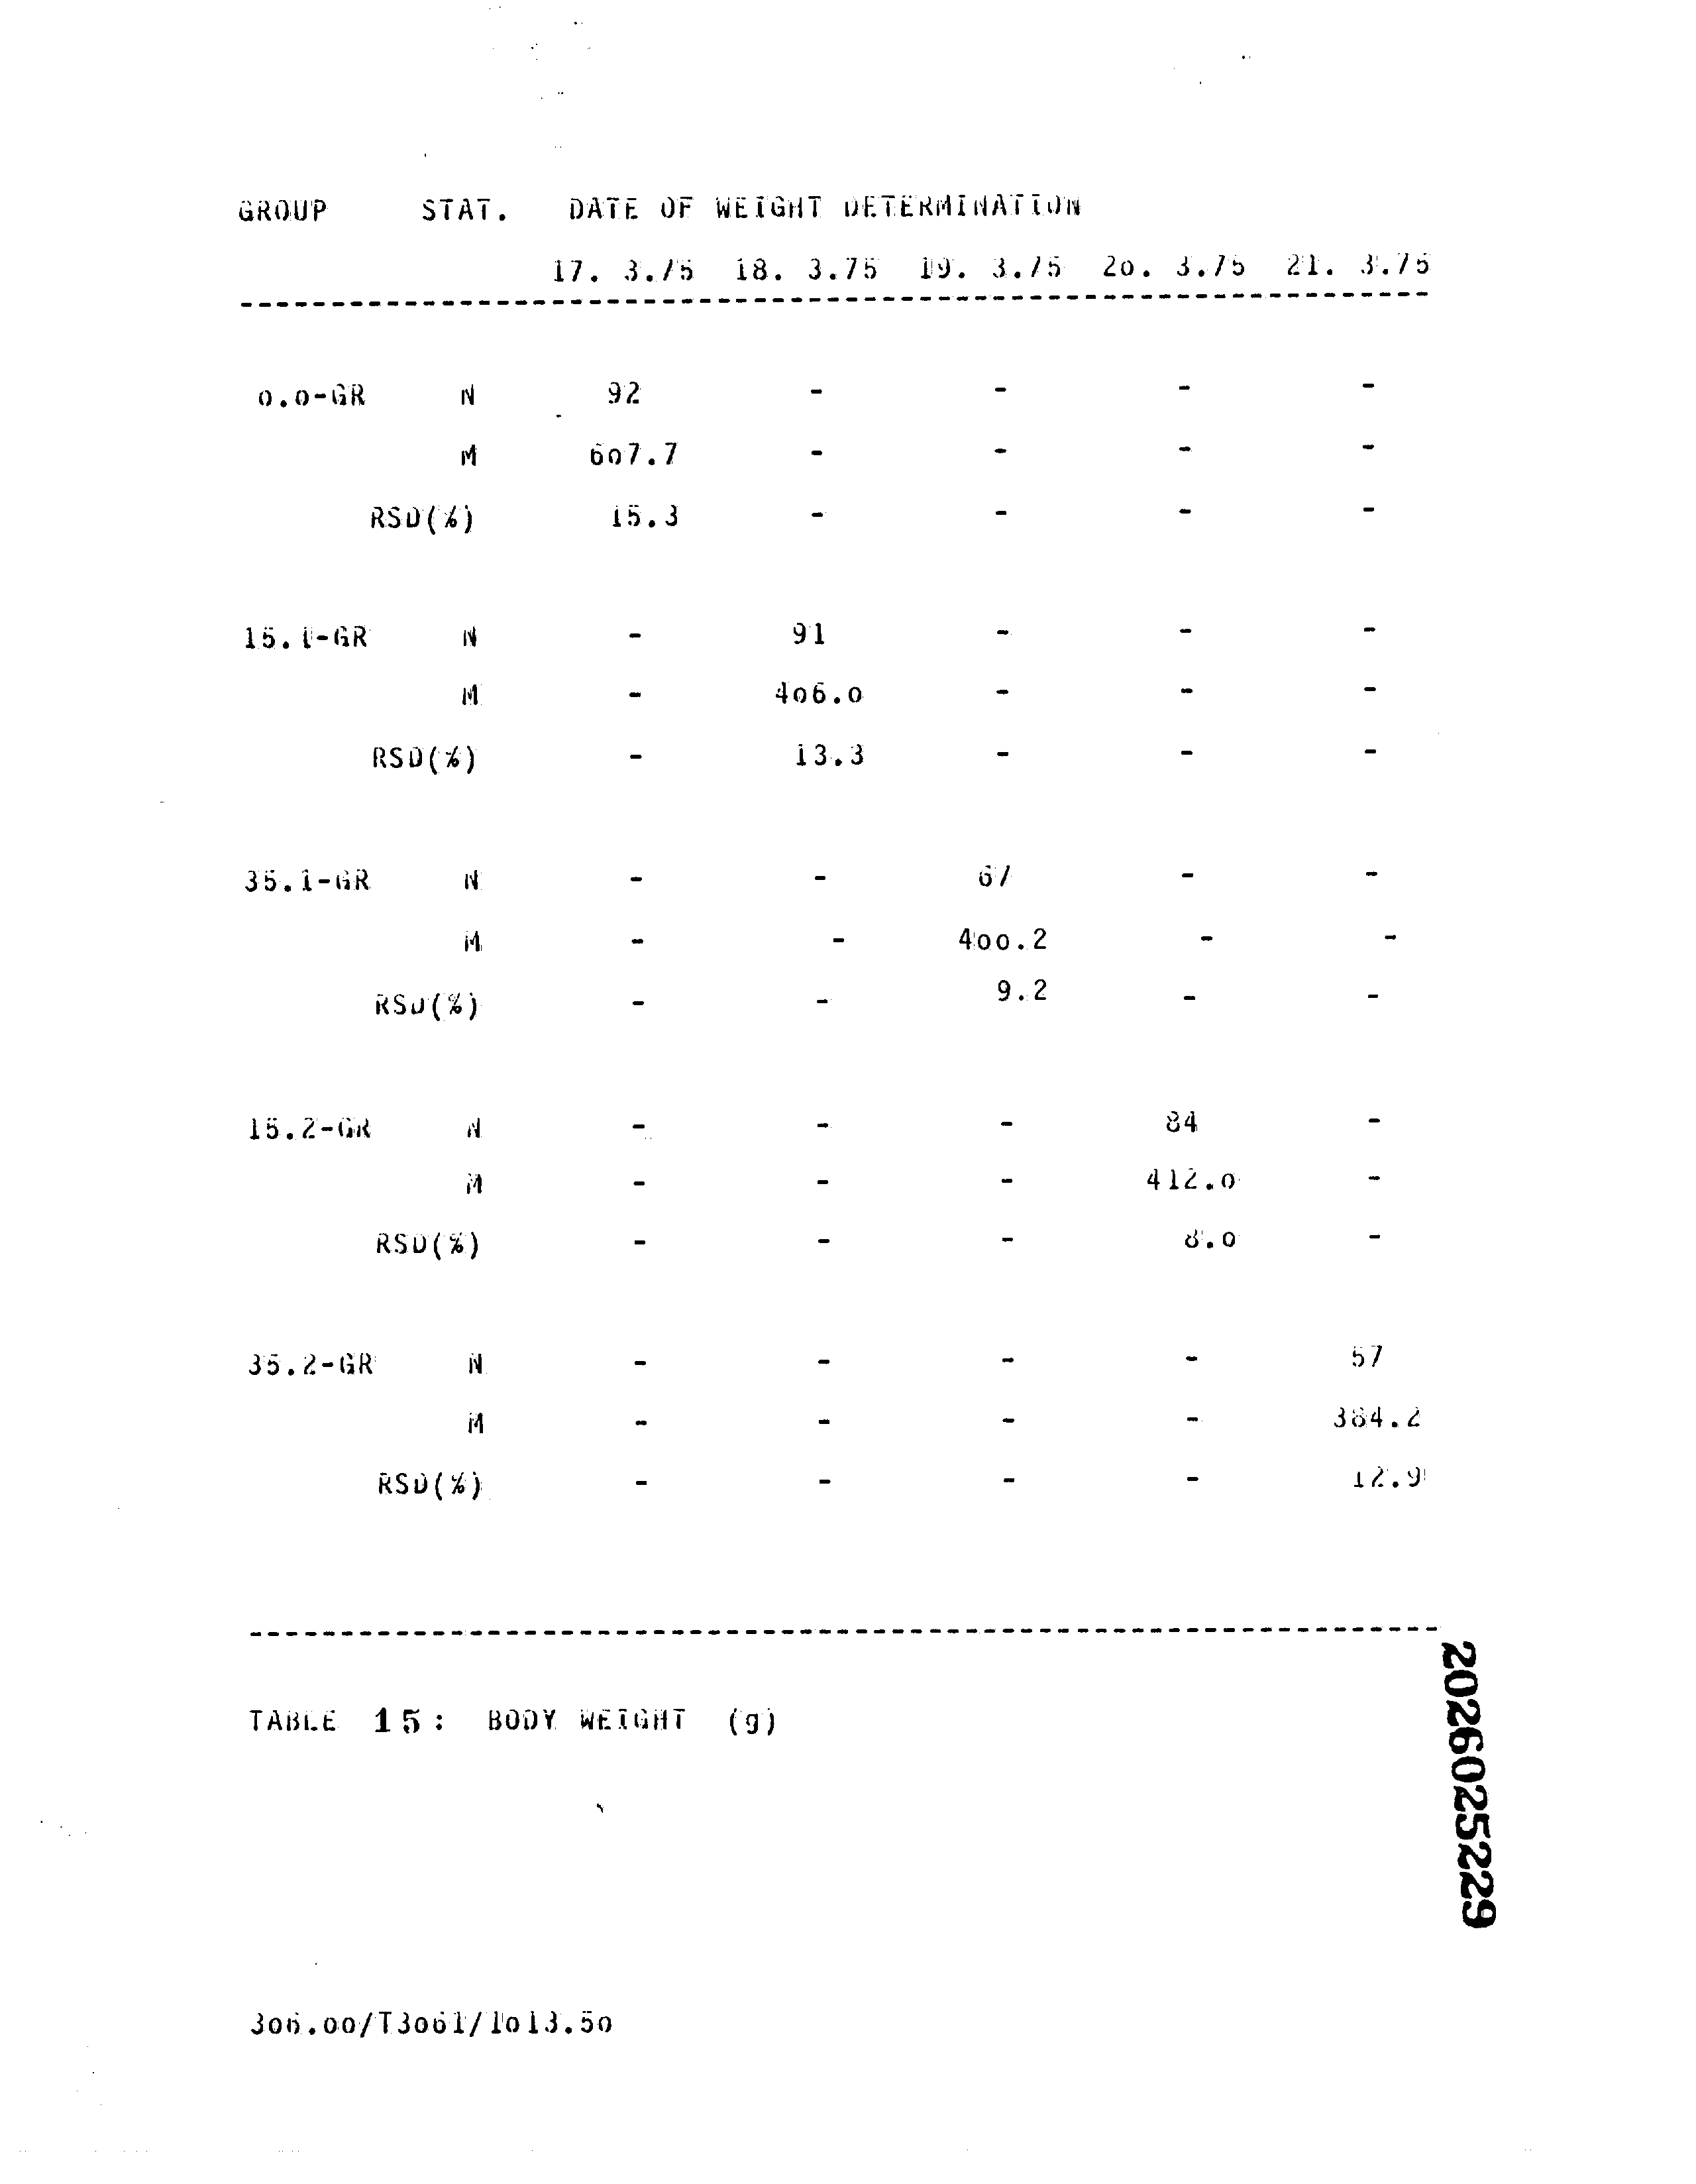 GROUP STAT. DATE OF WEIGHT DETERMINATION
17. 3.75 18. 3.75 19. 3.75 2o. 3.75 21. 3.75
------------------------------------------------------------------
o.o-GR N 92 - - - -
M 6o7.7 - - - -
RSD(%) 15.3 - - - -
15.1-GR N - 91 - - -
M - 4o6.o - - -
RSD(%) - 13.3 - - -
35.1-GR N - - 67 - -
M - - 4oo.2 - -
RSD(%) - - 9.2 - -
15.2-GR N - - - 84 -
M - - - 412.o -
RSD(%) - - - 8.o -
35.2-GR N - - - - 57
M - - - - 384.2
RSD(%) - - - - 12.9
------------------------------------------------------------------
TABLE 15: BODY WEIGHT (g)
2026025229
3o6.oo/T3o61/1o13.5o